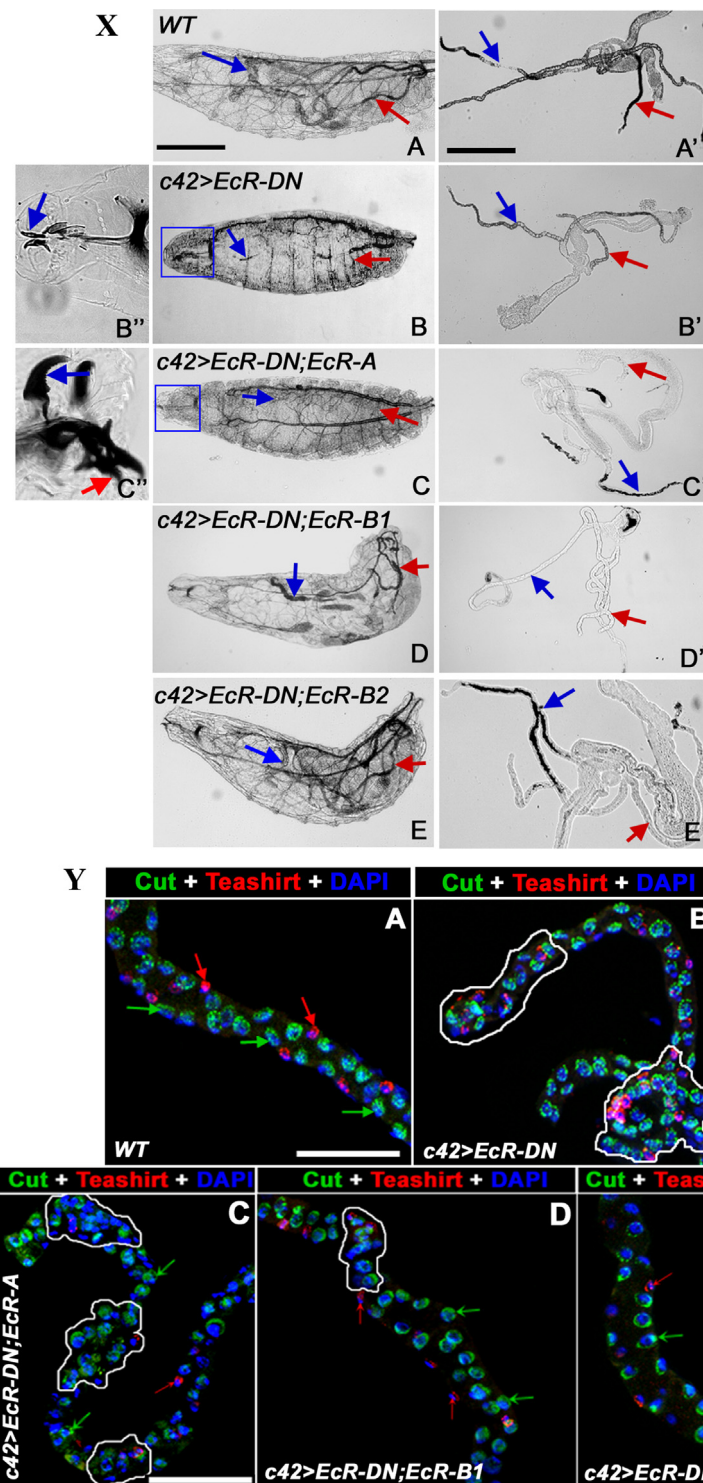 X
WT
A
A'
c42>EcR-DN
B''
B
B'
c42>EcR-DN;EcR-A
C''
C
C
c42>EcR-DN;EcR-B1
D
D'
c42>EcR-DN;EcR-B2
E
E
Y
Cut + Teashirt + DAPI
Cut + Teashirt + DAPI
A
B
WT
c42>EcR-DN
Cut + Teashirt + DAPI
Cut + Teashirt + DAPI
Cut + Teas
C
D
c42>EcR-DN;EcR-A
c42>EcR-DN;EcR-B1
c42>EcR-D